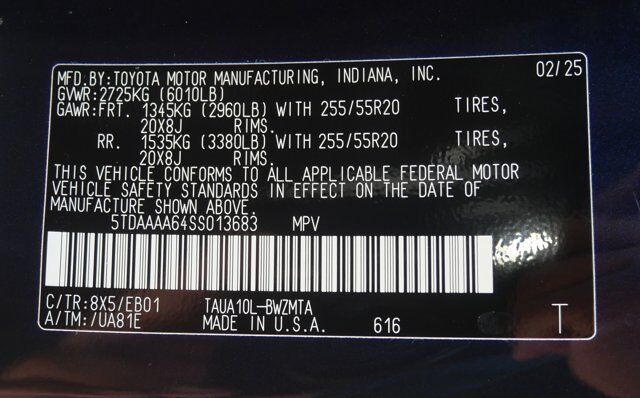 MFD.BY:TOYOTA MOTOR MANUFACTURING, INDIANA, INC. 02/25
GVWR:2725KG (6010LB)
GAWR:FRT. 1345KG (2960LB) WITH 255/55R20 TIRES,
20X8J RIMS.
RR. 1535KG (3380LB) WITH 255/55R20 TIRES,
20X8J RIMS.
THIS VEHICLE CONFORMS TO ALL APPLICABLE FEDERAL MOTOR
VEHICLE SAFETY STANDARDS IN EFFECT ON THE DATE OF
MANUFACTURE SHOWN ABOVE.
5TDAAAA64SS013683 MPV
C/TR:8X5/EB01 TAUA10L-BWZMTA
A/TM:/UA81E MADE IN U.S.A. 616 T